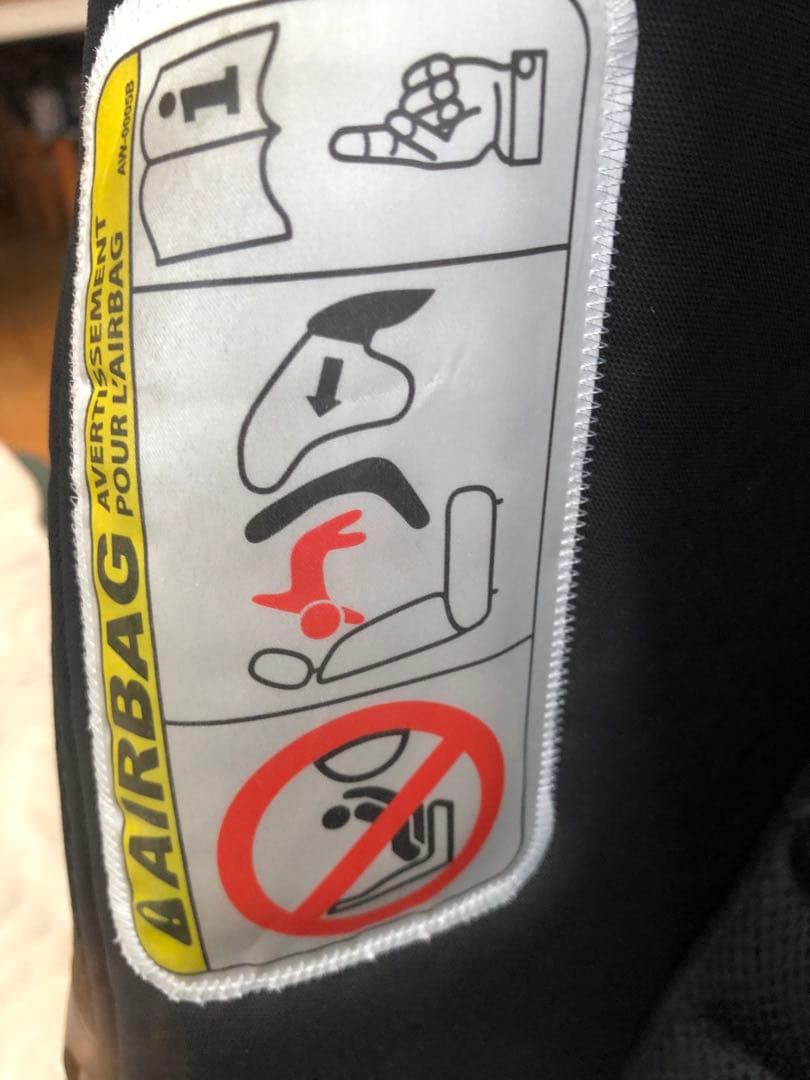 AIRBAG
AVERTISSEMENT
POUR L'AIRBAG
AW-0005B
i